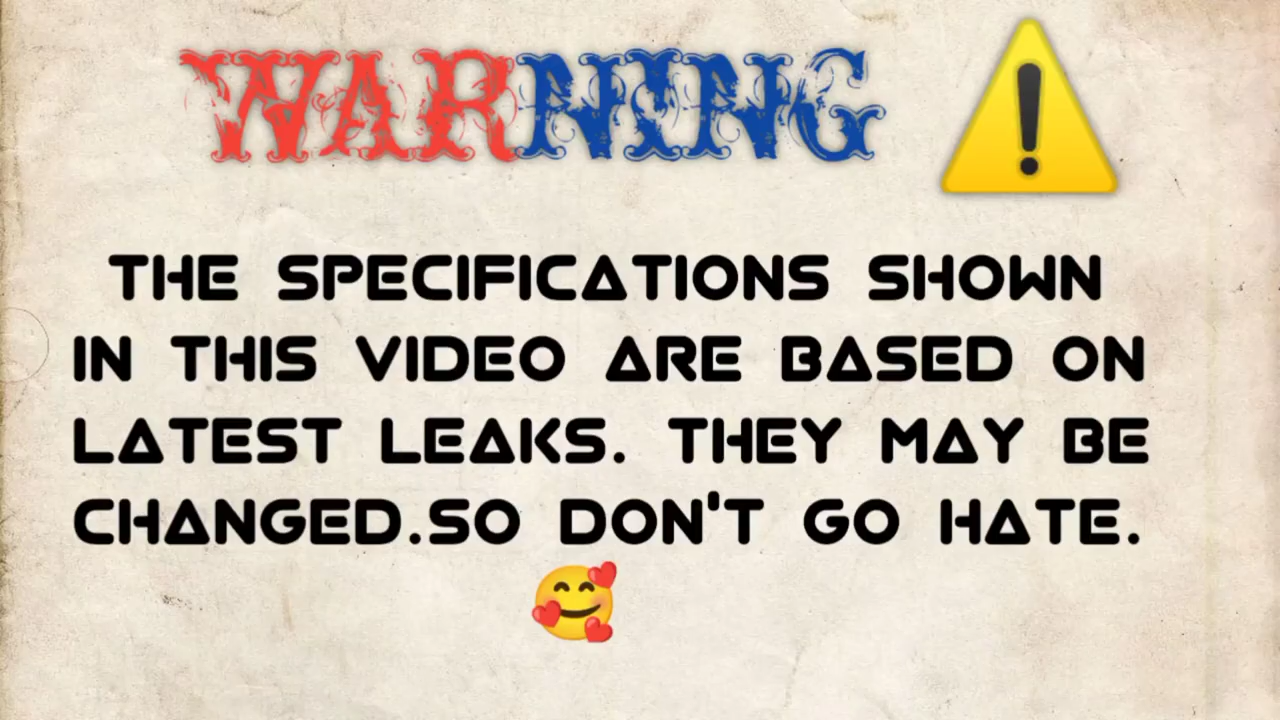 WARNING ⚠️
THE SPECIFICATIONS SHOWN
IN THIS VIDEO ARE BASED ON
LATEST LEAKS. THEY MAY BE
CHANGED.SO DON'T GO HATE.
🥰